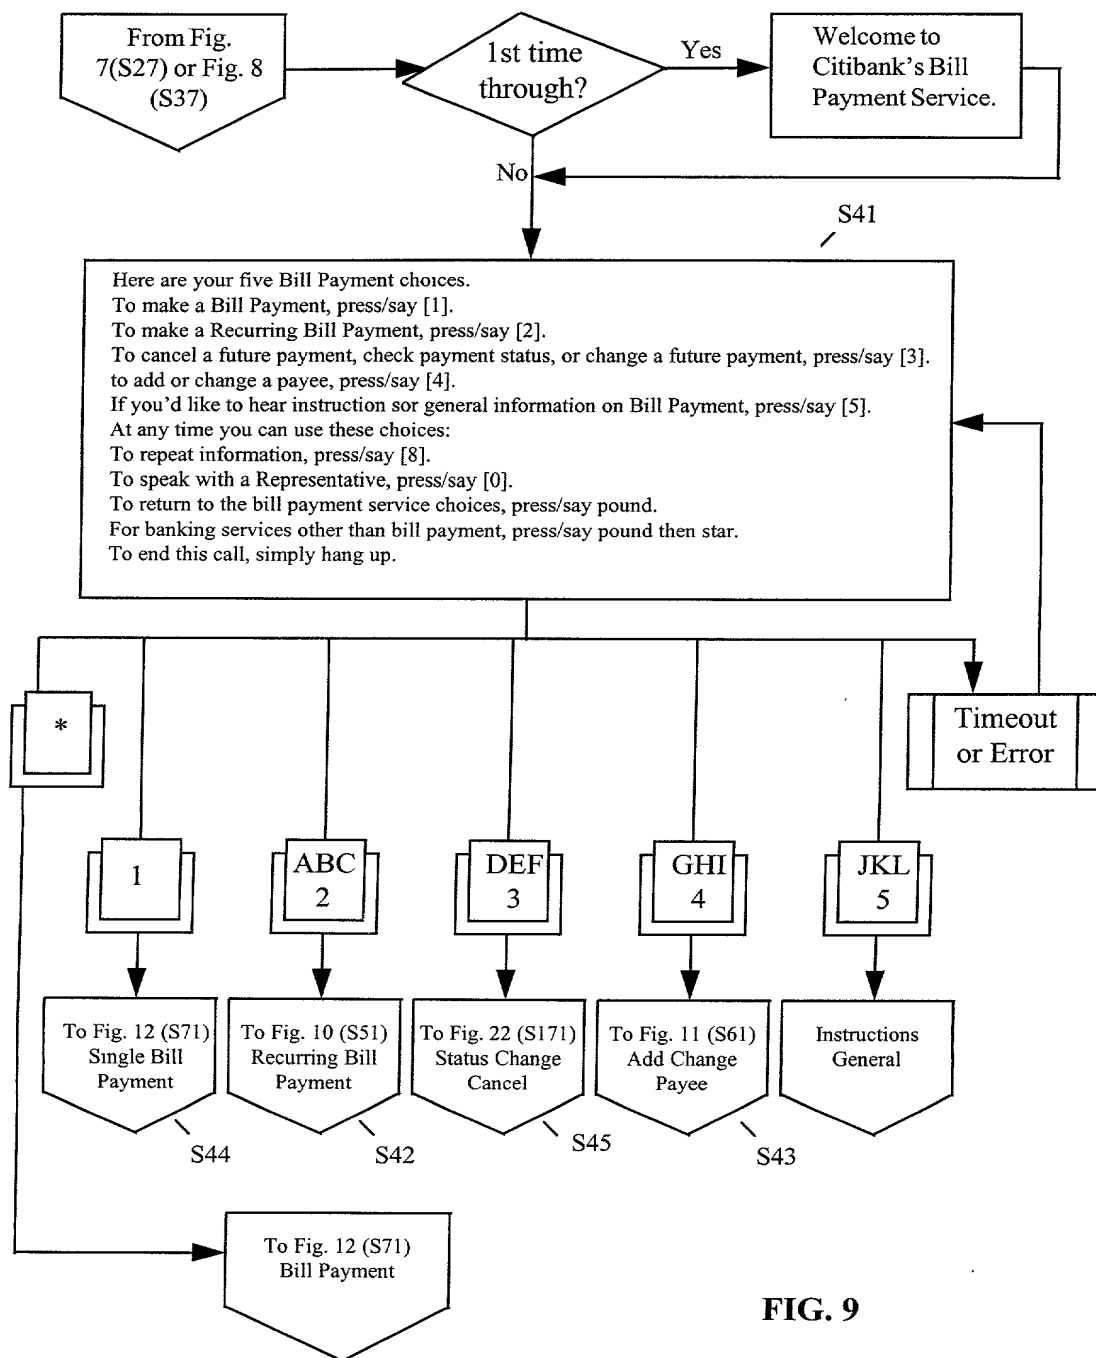 From Fig.
7(S27) or Fig. 8
(S37)
1st time
through?
Yes
Welcome to
Citibank's Bill
Payment Service.
No
S41
Here are your five Bill Payment choices.
To make a Bill Payment, press/say [1].
To make a Recurring Bill Payment, press/say [2].
To cancel a future payment, check payment status, or change a future payment, press/say [3].
to add or change a payee, press/say [4].
If you'd like to hear instruction sor general information on Bill Payment, press/say [5].
At any time you can use these choices:
To repeat information, press/say [8].
To speak with a Representative, press/say [0].
To return to the bill payment service choices, press/say pound.
For banking services other than bill payment, press/say pound then star.
To end this call, simply hang up.
*
Timeout
or Error
1
ABC
2
DEF
3
GHI
4
JKL
5
To Fig. 12 (S71)
Single Bill
Payment
S44
To Fig. 10 (S51)
Recurring Bill
Payment
S42
To Fig. 22 (S171)
Status Change
Cancel
S45
To Fig. 11 (S61)
Add Change
Payee
S43
Instructions
General
To Fig. 12 (S71)
Bill Payment
FIG. 9